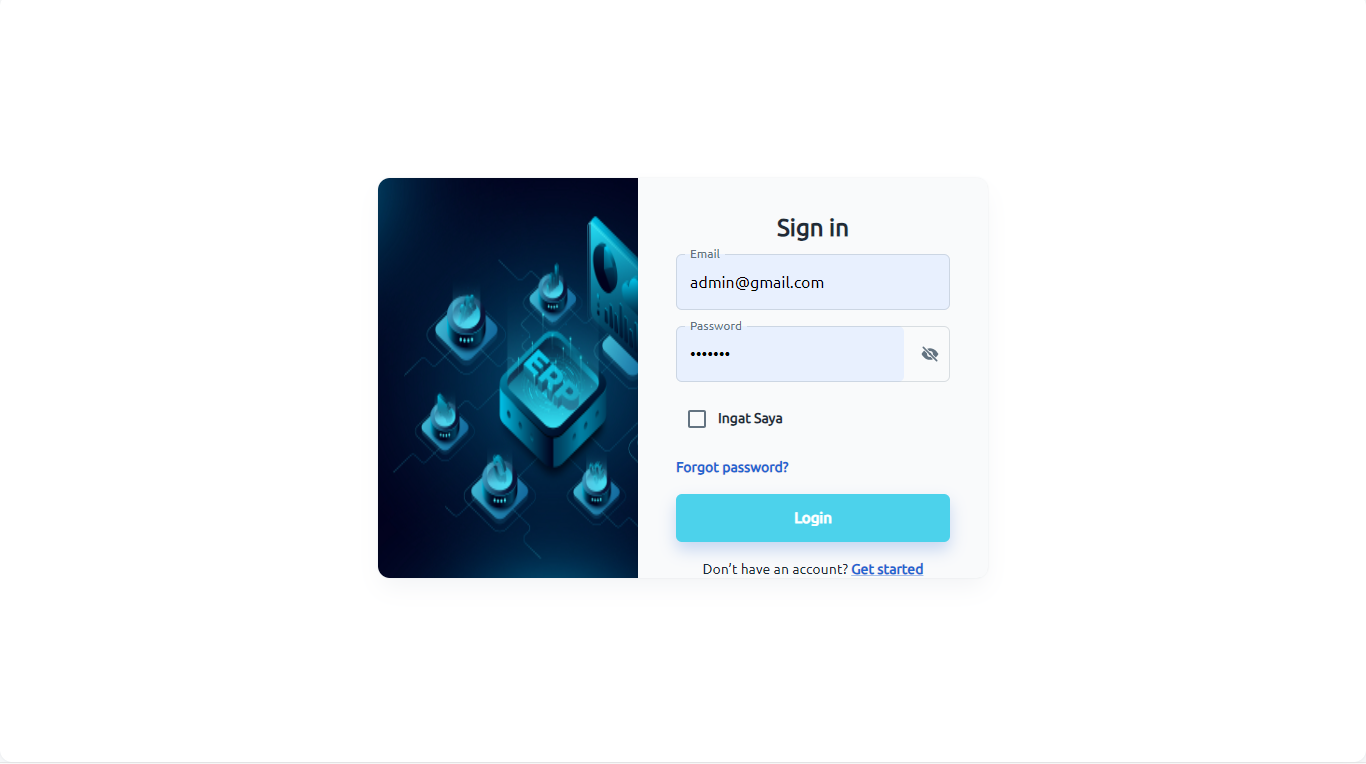 ERP
Sign in
Email
admin@gmail.com
Password
•••••••
Ingat Saya
Forgot password?
Login
Don’t have an account? Get started